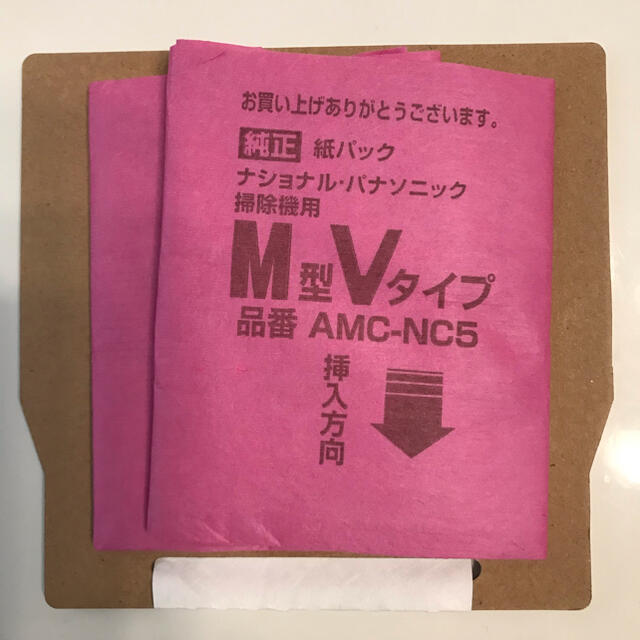 お買い上げありがとうございます。
純正 紙パック
ナショナル・パナソニック
掃除機用
M型Vタイプ
品番 AMC-NC5
挿入方向